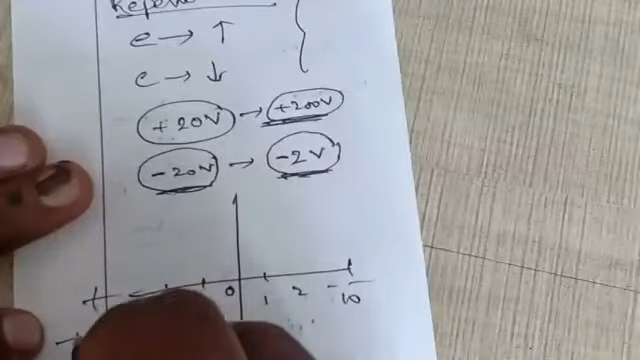 e → ↑
e → ↓
+20V → +200V
-20V → -2V
0 1 2 - 10